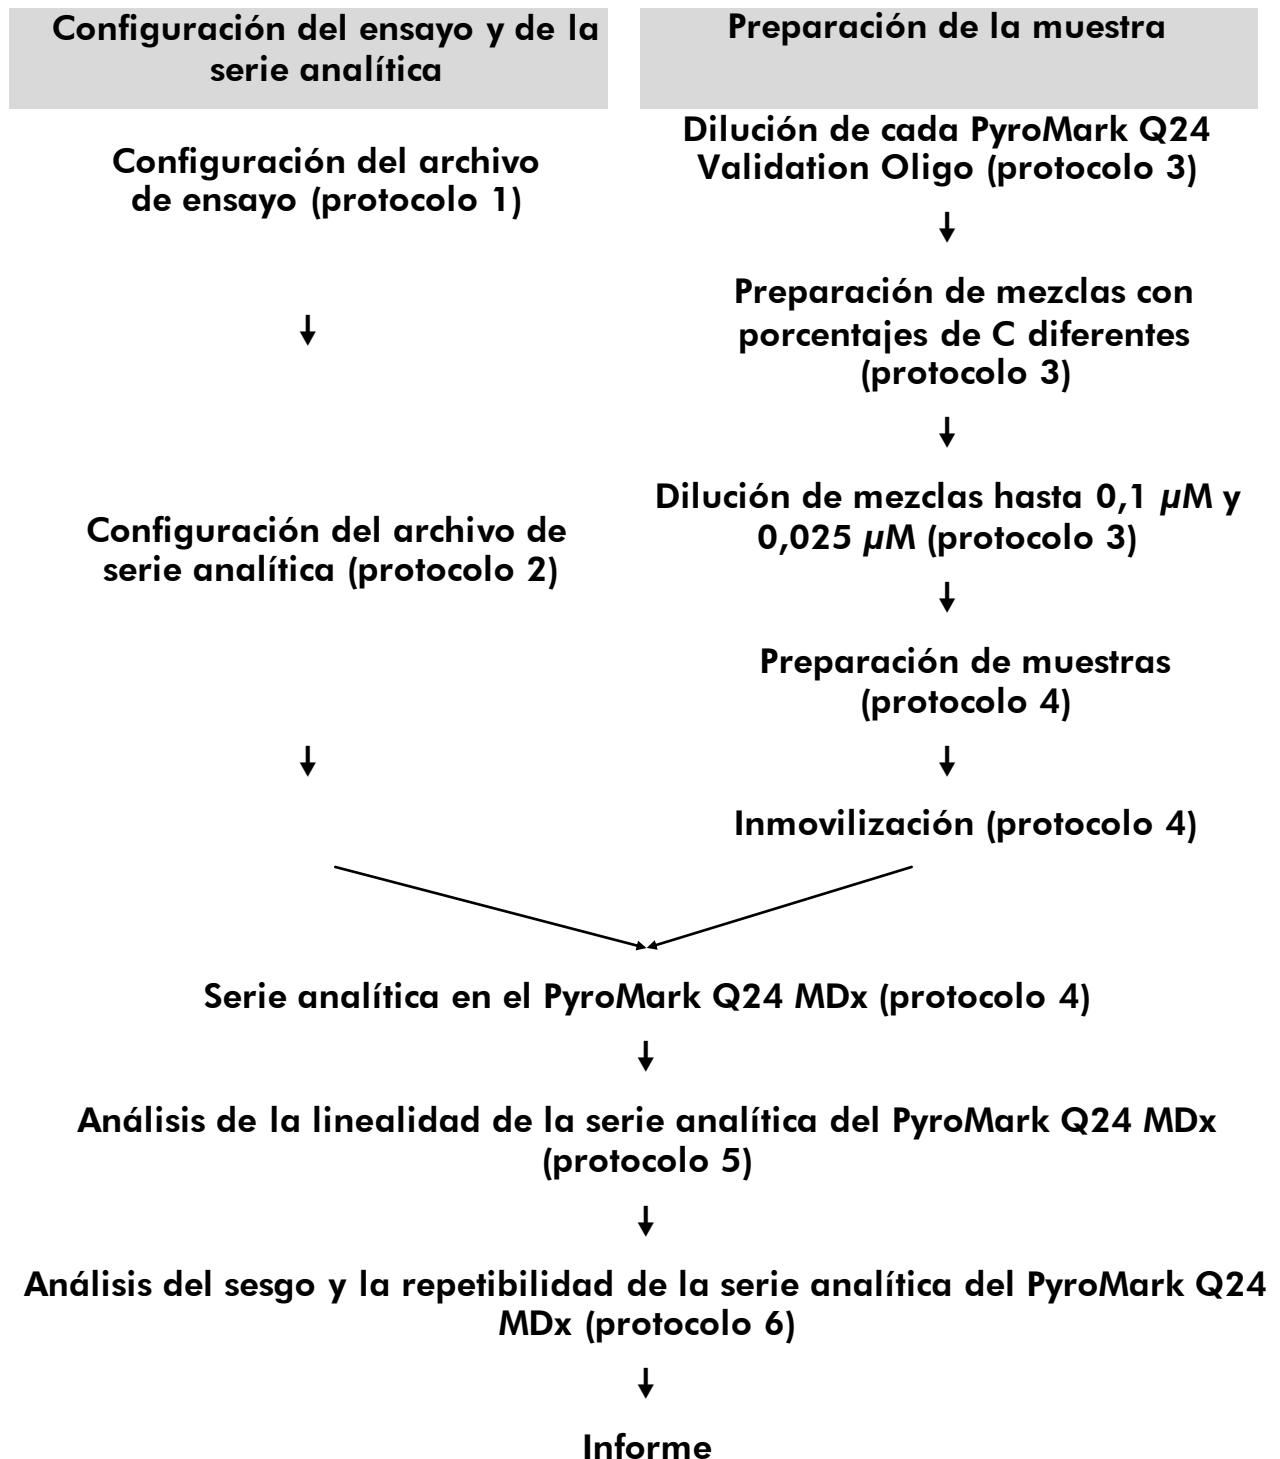 Configuración del ensayo y de la
serie analítica
Configuración del archivo
de ensayo (protocolo 1)
Configuración del archivo de
serie analítica (protocolo 2)
Preparación de la muestra
Dilución de cada PyroMark Q24
Validation Oligo (protocolo 3)
Preparación de mezclas con
porcentajes de C diferentes
(protocolo 3)
Dilución de mezclas hasta 0,1 µM y
0,025 µM (protocolo 3)
Preparación de muestras
(protocolo 4)
Inmovilización (protocolo 4)
Serie analítica en el PyroMark Q24 MDx (protocolo 4)
Análisis de la linealidad de la serie analítica del PyroMark Q24 MDx
(protocolo 5)
Análisis del sesgo y la repetibilidad de la serie analítica del PyroMark Q24
MDx (protocolo 6)
Informe